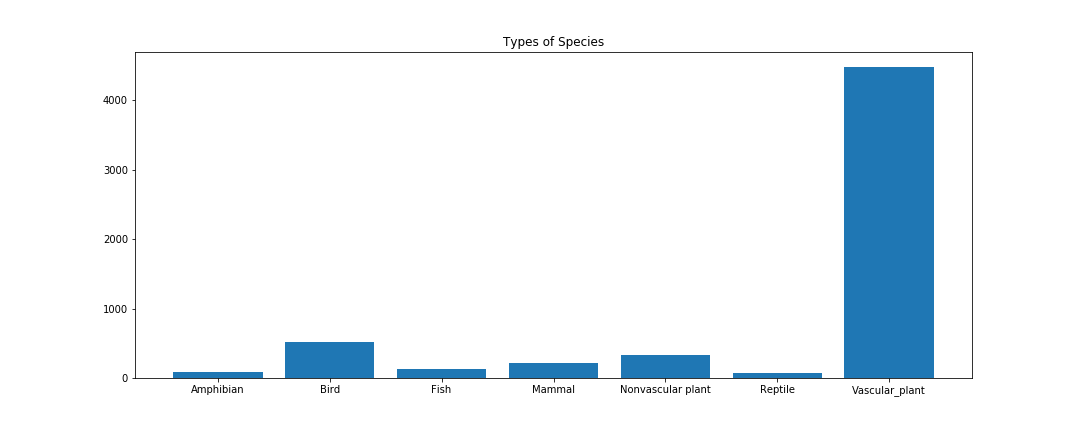 Types of Species
4000
3000
2000
1000
0
Amphibian Bird Fish Mammal Nonvascular plant Reptile Vascular_plant